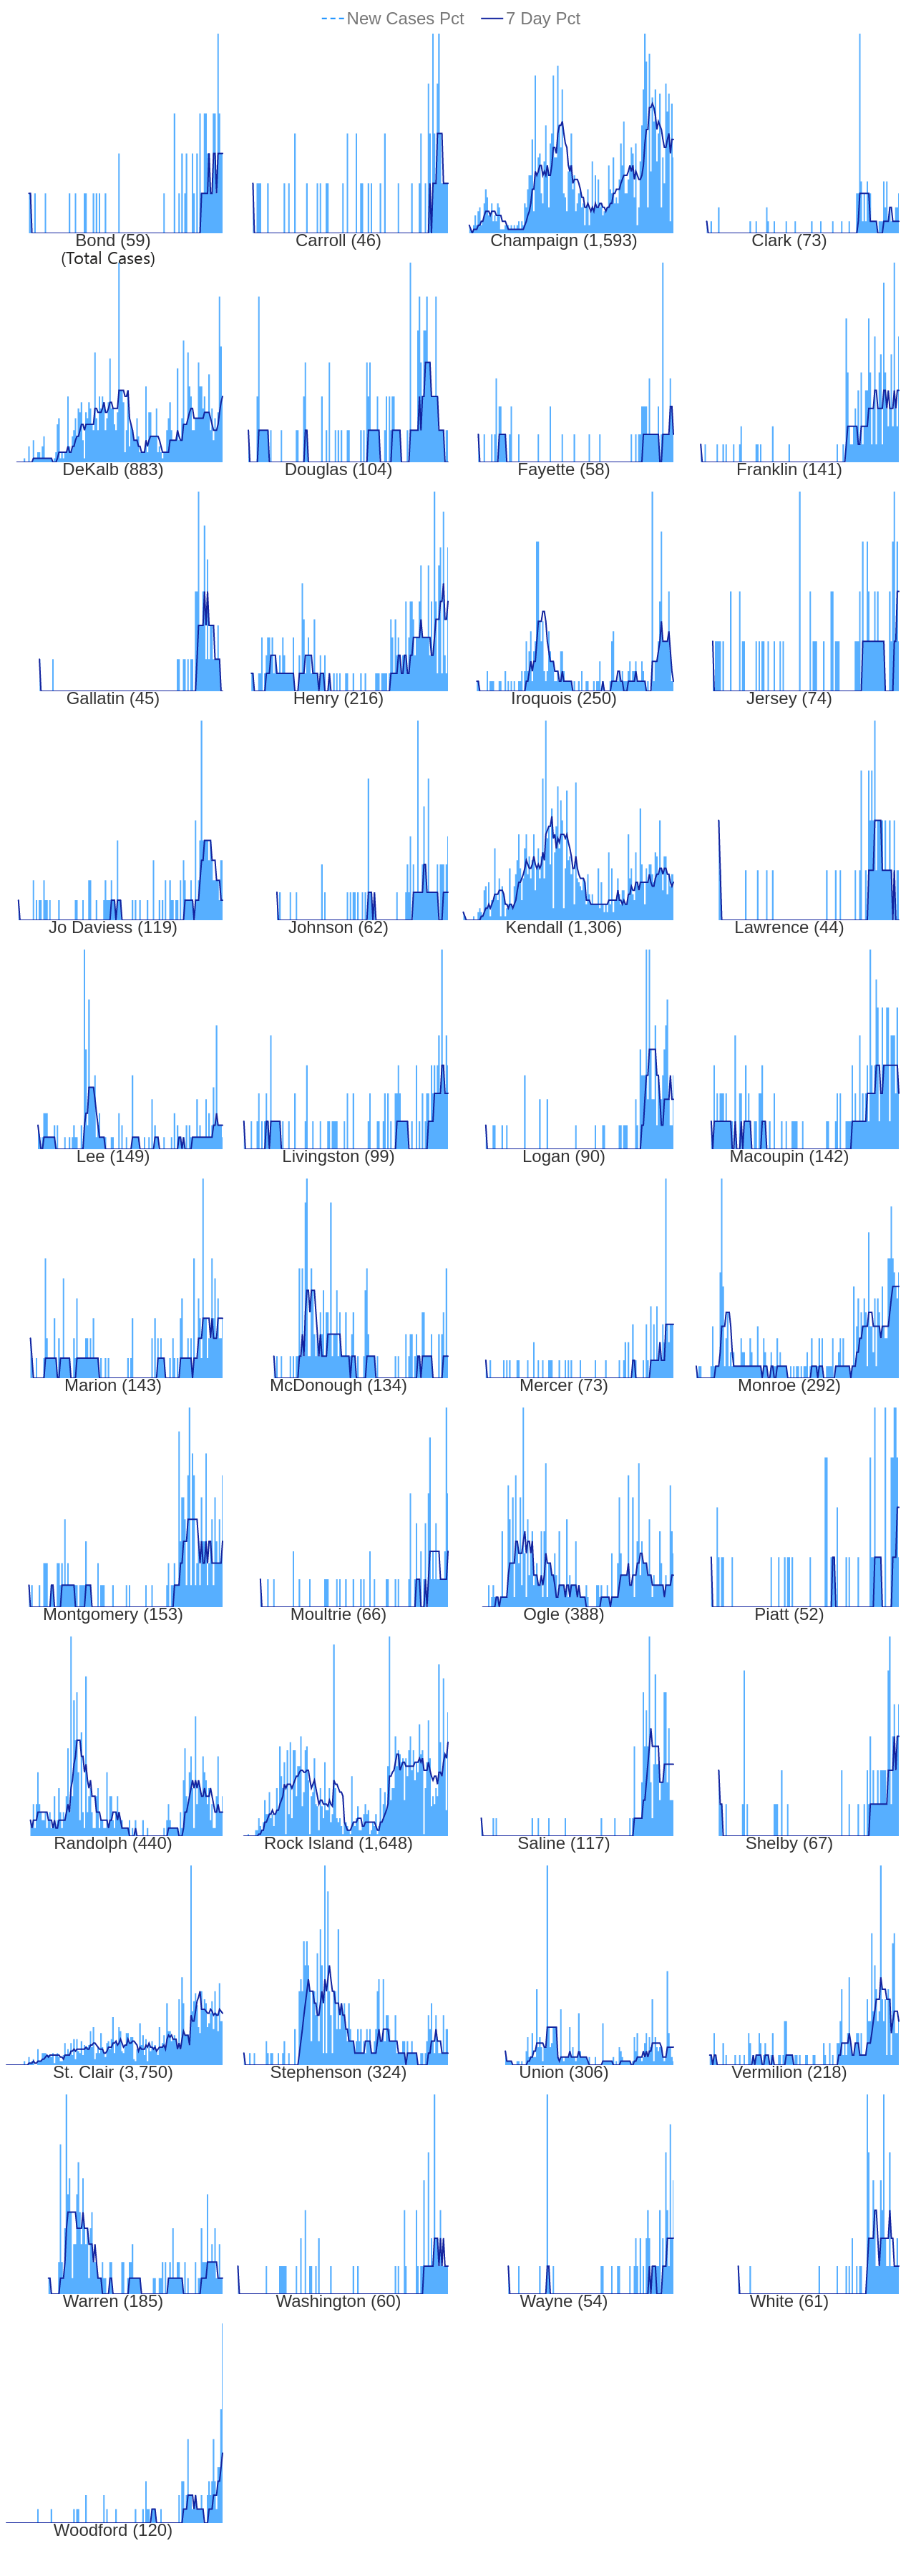 New Cases Pct 7 Day Pct
Bond (59) Carroll (46) Champaign (1,593) Clark (73)
(Total Cases)
DeKalb (883) Douglas (104) Fayette (58) Franklin (141)
Gallatin (45) Henry (216) Iroquois (250) Jersey (74)
Jo Daviess (119) Johnson (62) Kendall (1,306) Lawrence (44)
Lee (149) Livingston (99) Logan (90) Macoupin (142)
Marion (143) McDonough (134) Mercer (73) Monroe (292)
Montgomery (153) Moultrie (66) Ogle (388) Piatt (52)
Randolph (440) Rock Island (1,648) Saline (117) Shelby (67)
St. Clair (3,750) Stephenson (324) Union (306) Vermilion (218)
Warren (185) Washington (60) Wayne (54) White (61)
Woodford (120)